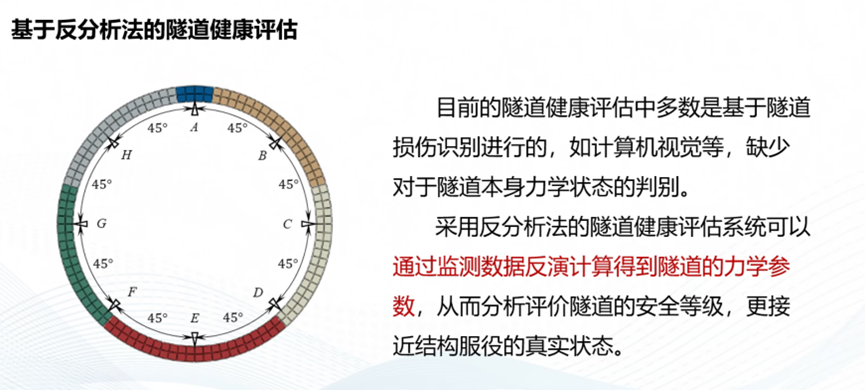 基于反分析法的隧道健康评估
45°
A
45°
H
B
45°
45°
G
C
45°
45°
F
D
45°
E
45°
目前的隧道健康评估中多数是基于隧道
损伤识别进行的，如计算机视觉等，缺少
对于隧道本身力学状态的判别。
采用反分析法的隧道健康评估系统可以
通过监测数据反演计算得到隧道的力学参
数，从而分析评价隧道的安全等级，更接
近结构服役的真实状态。